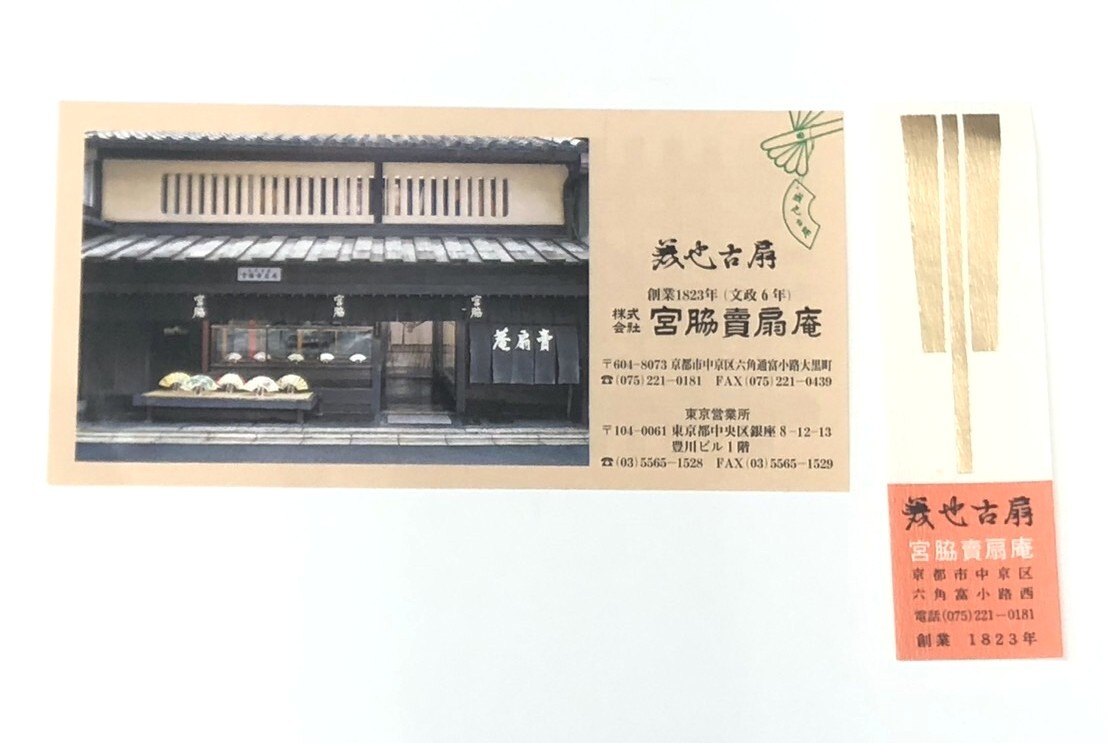 宮脇
宮脇
宮脇
賣扇庵
美也古扇
創業1823年(文政6年)
株式会社 宮脇賣扇庵
〒604-8073 京都市中京区六角通富小路大黒町
☎(075)221-0181 FAX(075)221-0439
東京営業所
〒104-0061 東京都中央区銀座8-12-13
豊川ビル1階
☎(03)5565-1528 FAX(03)5565-1529
美也古扇
宮脇賣扇庵
京都市中京区
六角富小路西
電話(075)221-0181
創業 1823年